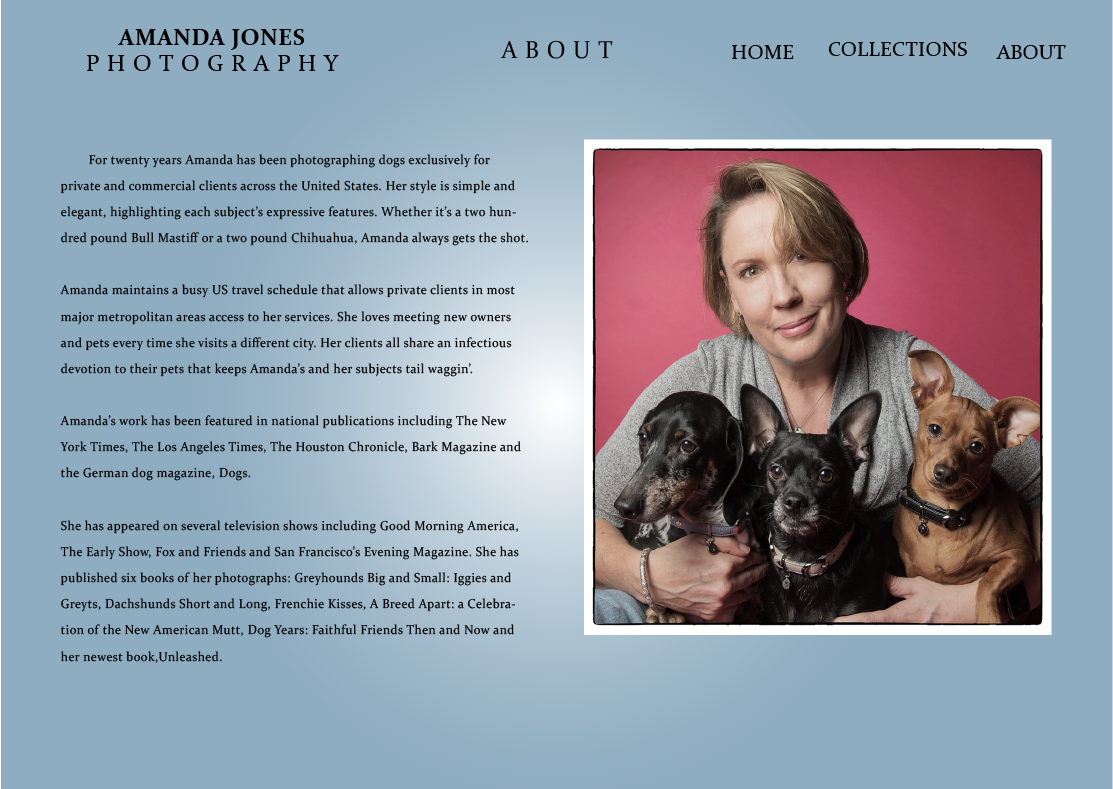 AMANDA JONES
PHOTOGRAPHY
ABOUT
HOME
COLLECTIONS
ABOUT
For twenty years Amanda has been photographing dogs exclusively for
private and commercial clients across the United States. Her style is simple and
elegant, highlighting each subject’s expressive features. Whether it’s a two hun-
dred pound Bull Mastiff or a two pound Chihuahua, Amanda always gets the shot.
Amanda maintains a busy US travel schedule that allows private clients in most
major metropolitan areas access to her services. She loves meeting new owners
and pets every time she visits a different city. Her clients all share an infectious
devotion to their pets that keeps Amanda’s and her subjects tail waggin’.
Amanda’s work has been featured in national publications including The New
York Times, The Los Angeles Times, The Houston Chronicle, Bark Magazine and
the German dog magazine, Dogs.
She has appeared on several television shows including Good Morning America,
The Early Show, Fox and Friends and San Francisco’s Evening Magazine. She has
published six books of her photographs: Greyhounds Big and Small: Iggies and
Greyts, Dachshunds Short and Long, Frenchie Kisses, A Breed Apart: a Celebra-
tion of the New American Mutt, Dog Years: Faithful Friends Then and Now and
her newest book,Unleashed.